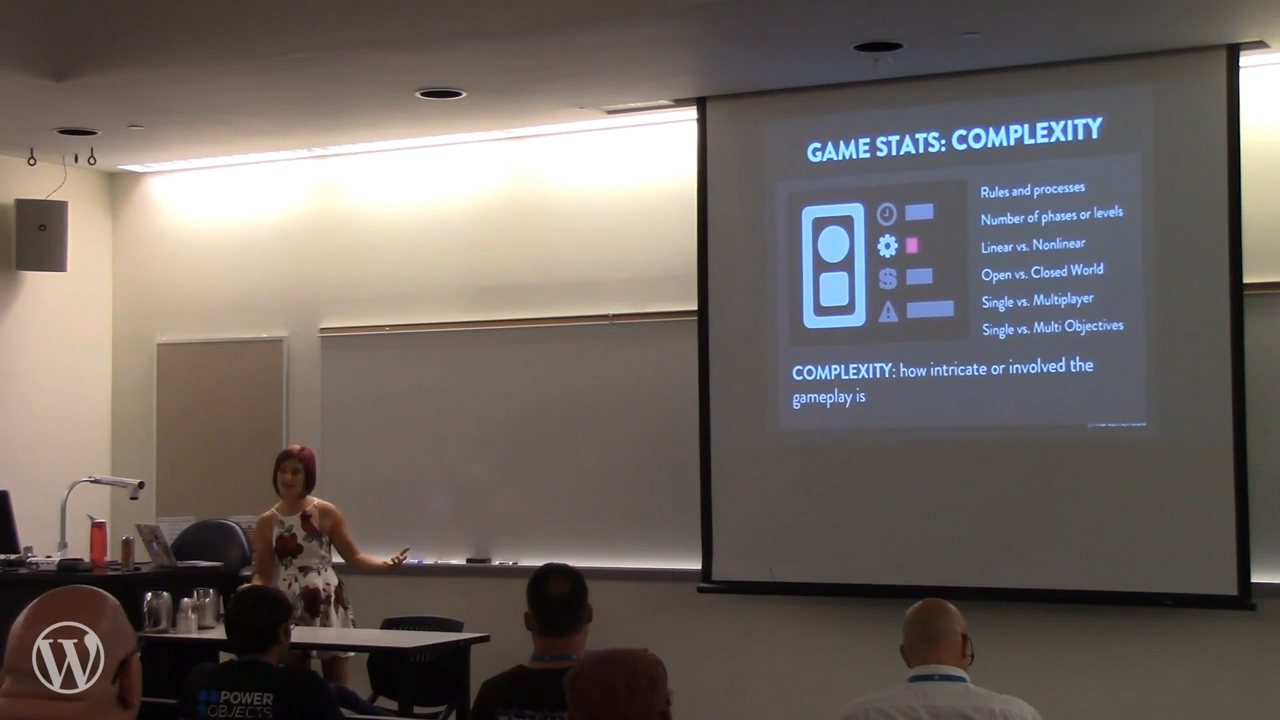 GAME STATS: COMPLEXITY
Rules and processes
Number of phases or levels
Linear vs. Nonlinear
Open vs. Closed World
Single vs. Multiplayer
Single vs. Multi Objectives
COMPLEXITY: how intricate or involved the
gameplay is
POWER
OBJECTS